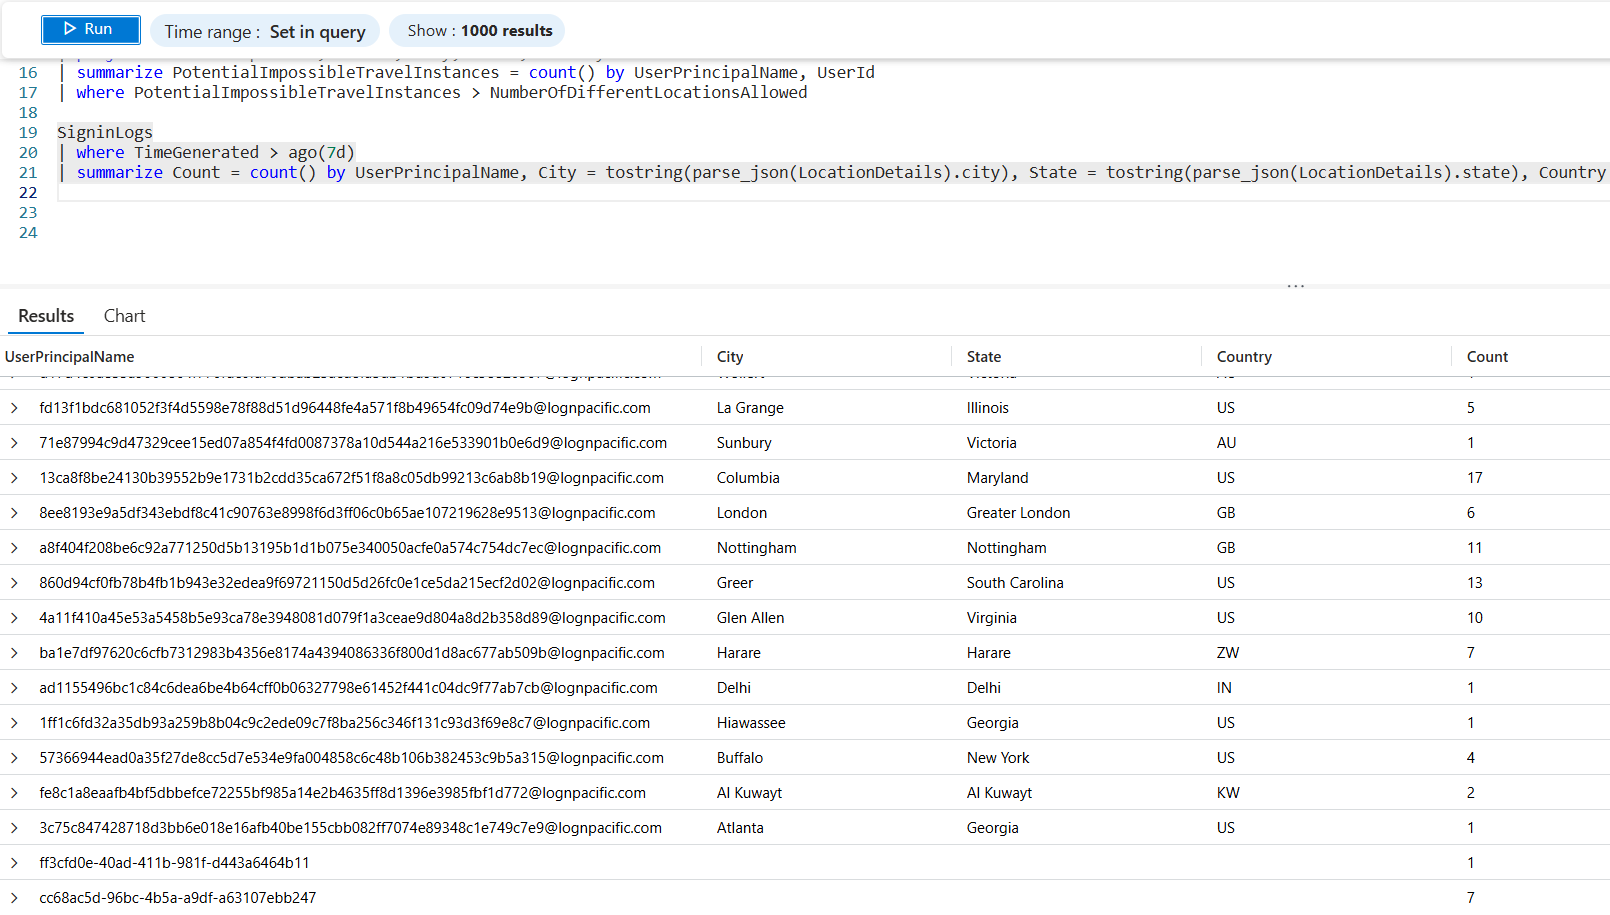 Run
Time range : Set in query
Show : 1000 results
16 | summarize PotentialImpossibleTravelInstances = count() by UserPrincipalName, UserId
17 | where PotentialImpossibleTravelInstances > NumberOfDifferentLocationsAllowed
18
19 SigninLogs
20 | where TimeGenerated > ago(7d)
21 | summarize Count = count() by UserPrincipalName, City = tostring(parse_json(LocationDetails).city), State = tostring(parse_json(LocationDetails).state), Country
22
23
24
...
Results Chart
UserPrincipalName City State Country Count
fd13f1bdc681052f3f4d5598e78f88d51d96448fe4a571f8b49654fc09d74e9b@lognpacific.com La Grange Illinois US 5
71e87994c9d47329cee15ed07a854f4fd0087378a10d544a216e533901b0e6d9@lognpacific.com Sunbury Victoria AU 1
13ca8f8be24130b39552b9e1731b2cdd35ca672f51f8a8c05db99213c6ab8b19@lognpacific.com Columbia Maryland US 17
8ee8193e9a5df343ebdf8c41c90763e8998f6d3ff06c0b65ae107219628e9513@lognpacific.com London Greater London GB 6
a8f404f208be6c92a771250d5b13195b1d1b075e340050acfe0a574c754dc7ec@lognpacific.com Nottingham Nottingham GB 11
860d94cf0fb78b4fb1b943e32edea9f69721150d5d26fc0e1ce5da215ecf2d02@lognpacific.com Greer South Carolina US 13
4a11f410a45e53a5458b5e93ca78e3948081d079f1a3ceae9d804a8d2b358d89@lognpacific.com Glen Allen Virginia US 10
ba1e7df97620c6cfb7312983b4356e8174a4394086336f800d1d8ac677ab509b@lognpacific.com Harare Harare ZW 7
ad1155496bc1c84c6dea6be4b64cff0b06327798e61452f441c04dc9f77ab7cb@lognpacific.com Delhi Delhi IN 1
1ff1c6fd32a35db93a259b8b04c9c2ede09c7f8ba256c346f131c93d3f69e8c7@lognpacific.com Hiawassee Georgia US 1
57366944ead0a35f27de8cc5d7e534e9fa004858c6c48b106b382453c9b5a315@lognpacific.com Buffalo New York US 4
fe8c1a8eaafb4bf5dbbefce72255bf985a14e2b4635ff8d1396e3985fbf1d772@lognpacific.com Al Kuwayt Al Kuwayt KW 2
3c75c847428718d3bb6e018e16afb40be155cbb082ff7074e89348c1e749c7e9@lognpacific.com Atlanta Georgia US 1
ff3cfd0e-40ad-411b-981f-d443a6464b11 1
cc68ac5d-96bc-4b5a-a9df-a63107ebb247 7